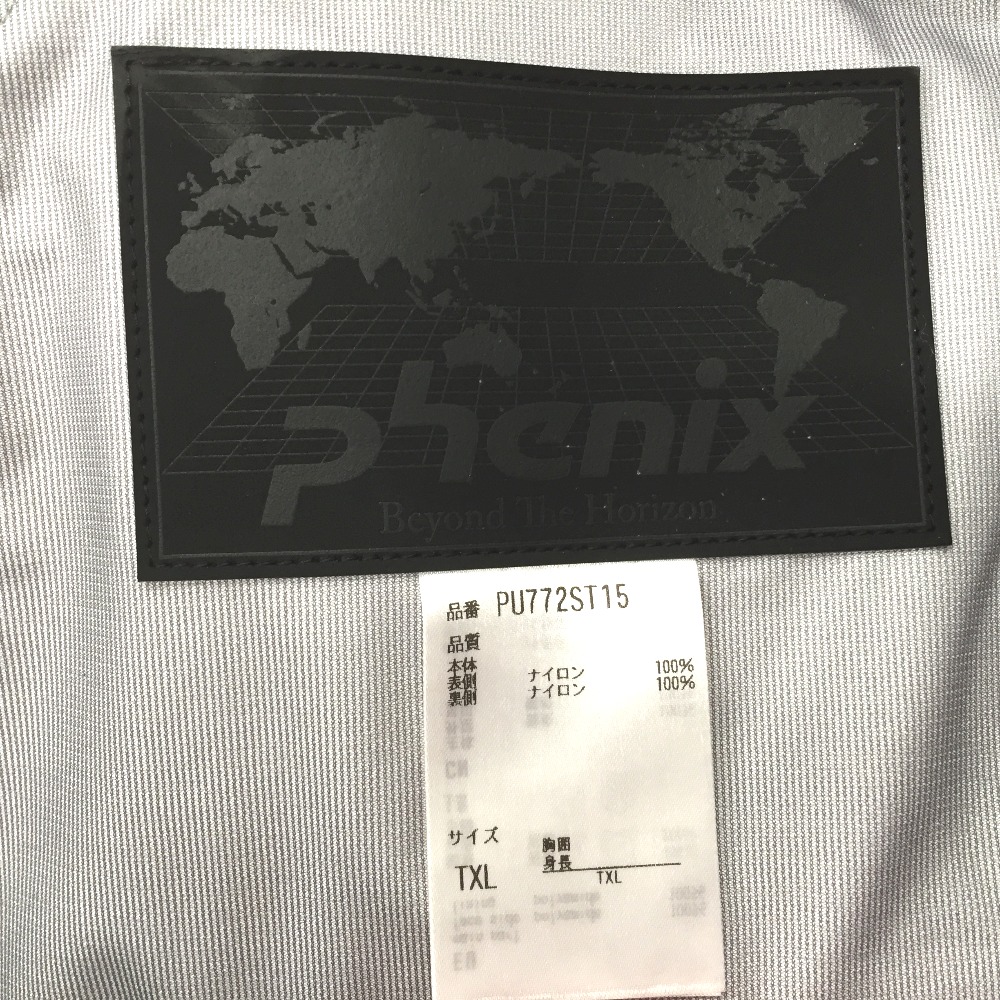 phenix
Beyond The Horizon
品番 PU772ST15
品質
本体
表側 ナイロン 100%
裏側 ナイロン 100%
サイズ 胸囲
身長
TXL TXL